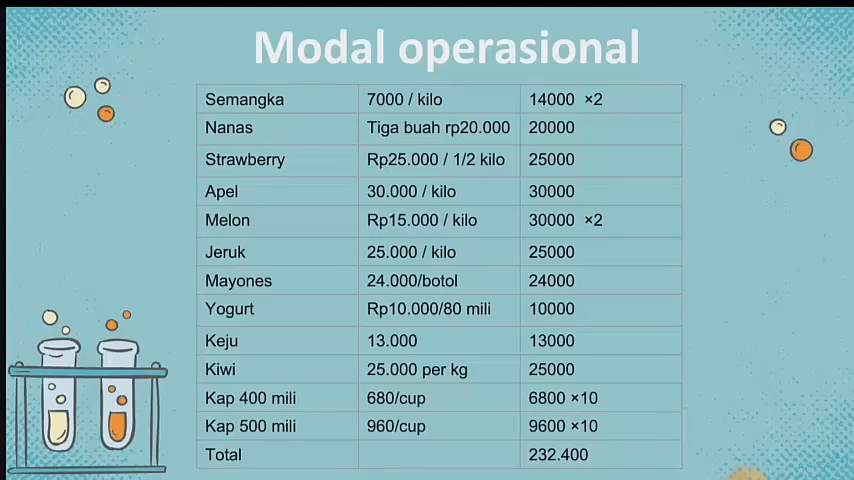 Modal operasional
Semangka 7000 / kilo 14000 ×2
Nanas Tiga buah rp20.000 20000
Strawberry Rp25.000 / 1/2 kilo 25000
Apel 30.000 / kilo 30000
Melon Rp15.000 / kilo 30000 ×2
Jeruk 25.000 / kilo 25000
Mayones 24.000/botol 24000
Yogurt Rp10.000/80 mili 10000
Keju 13.000 13000
Kiwi 25.000 per kg 25000
Kap 400 mili 680/cup 6800 ×10
Kap 500 mili 960/cup 9600 ×10
Total 232.400